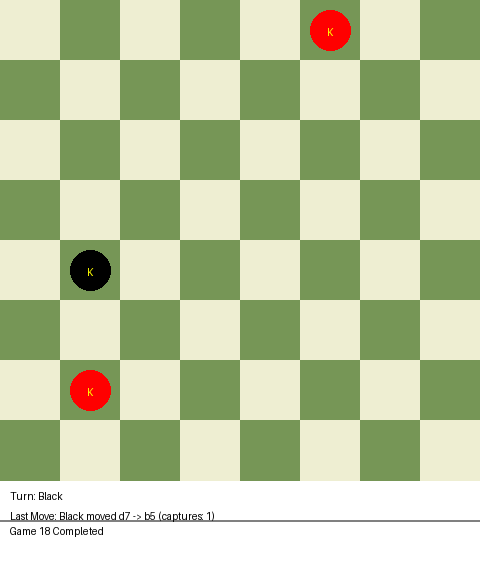 K
K
K
Turn: Black
Last Move: Black moved d7 -> b5 (captures: 1)
Game 18 Completed